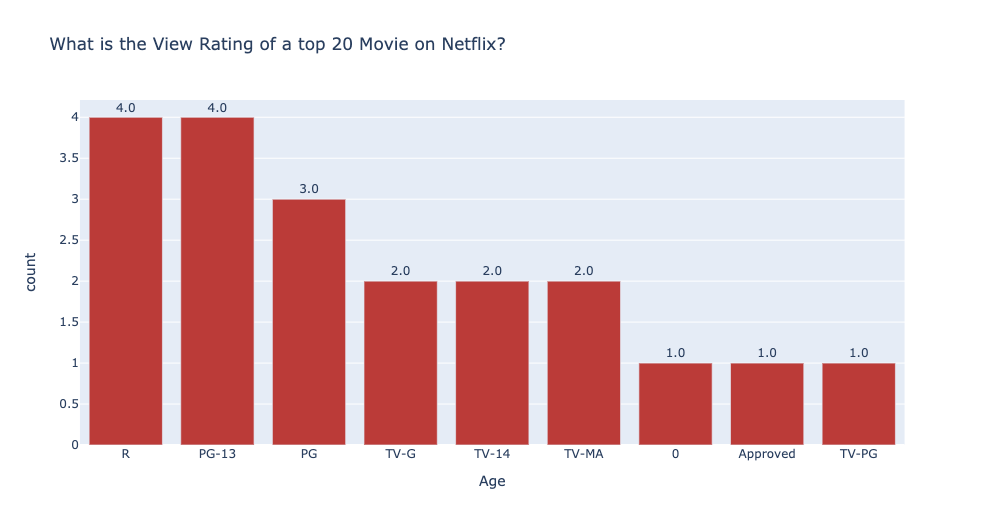 What is the View Rating of a top 20 Movie on Netflix?
4.0 4.0 3.0 2.0 2.0 2.0 1.0 1.0 1.0
4
3.5
3
2.5
2
1.5
1
0.5
0
count
R PG-13 PG TV-G TV-14 TV-MA 0 Approved TV-PG
Age